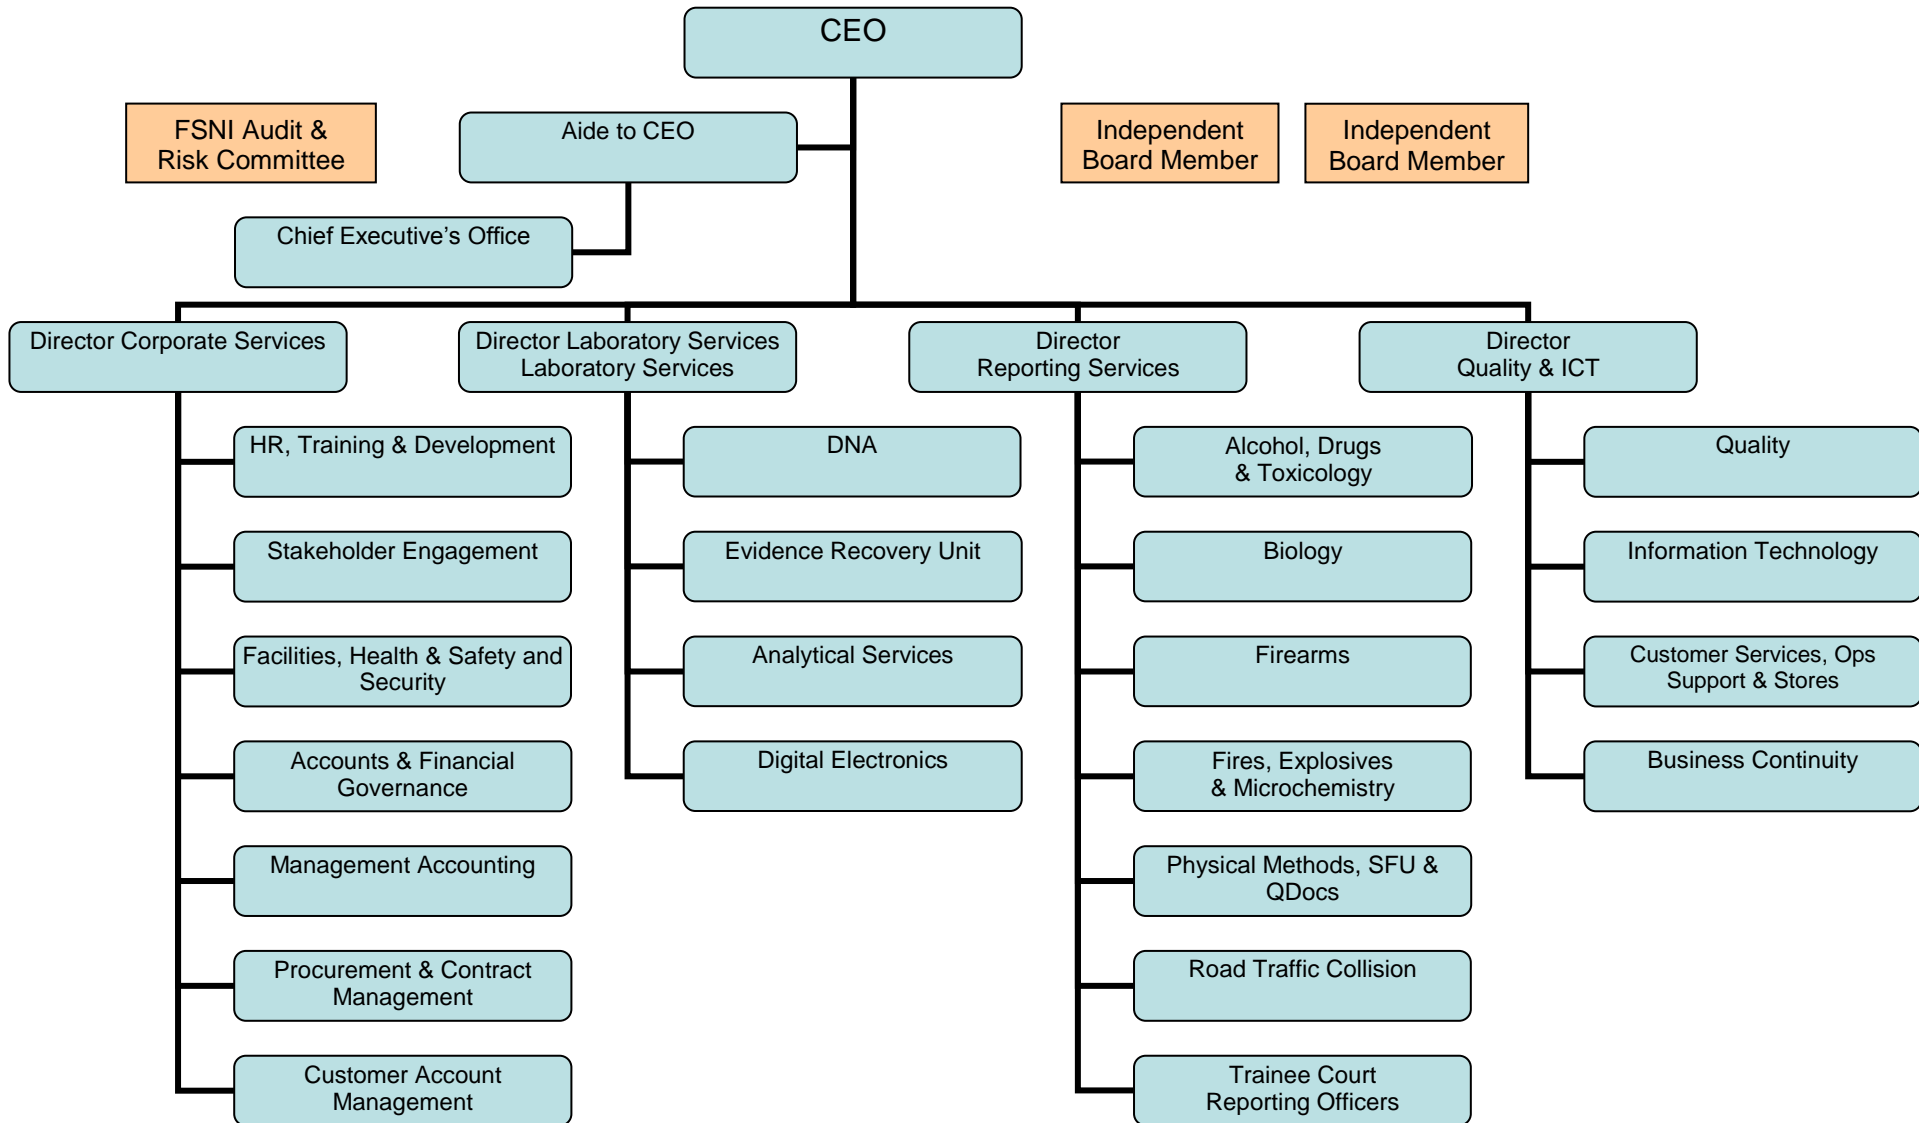 CEO
FSNI Audit &
Risk Committee
Aide to CEO
Independent
Board Member
Independent
Board Member
Chief Executive’s Office
Director Corporate Services
Director Laboratory Services
Laboratory Services
Director
Reporting Services
Director
Quality & ICT
HR, Training & Development
Stakeholder Engagement
Facilities, Health & Safety and
Security
Accounts & Financial
Governance
Management Accounting
Procurement & Contract
Management
Customer Account
Management
DNA
Evidence Recovery Unit
Analytical Services
Digital Electronics
Alcohol, Drugs
& Toxicology
Biology
Firearms
Fires, Explosives
& Microchemistry
Physical Methods, SFU &
QDocs
Road Traffic Collision
Trainee Court
Reporting Officers
Quality
Information Technology
Customer Services, Ops
Support & Stores
Business Continuity